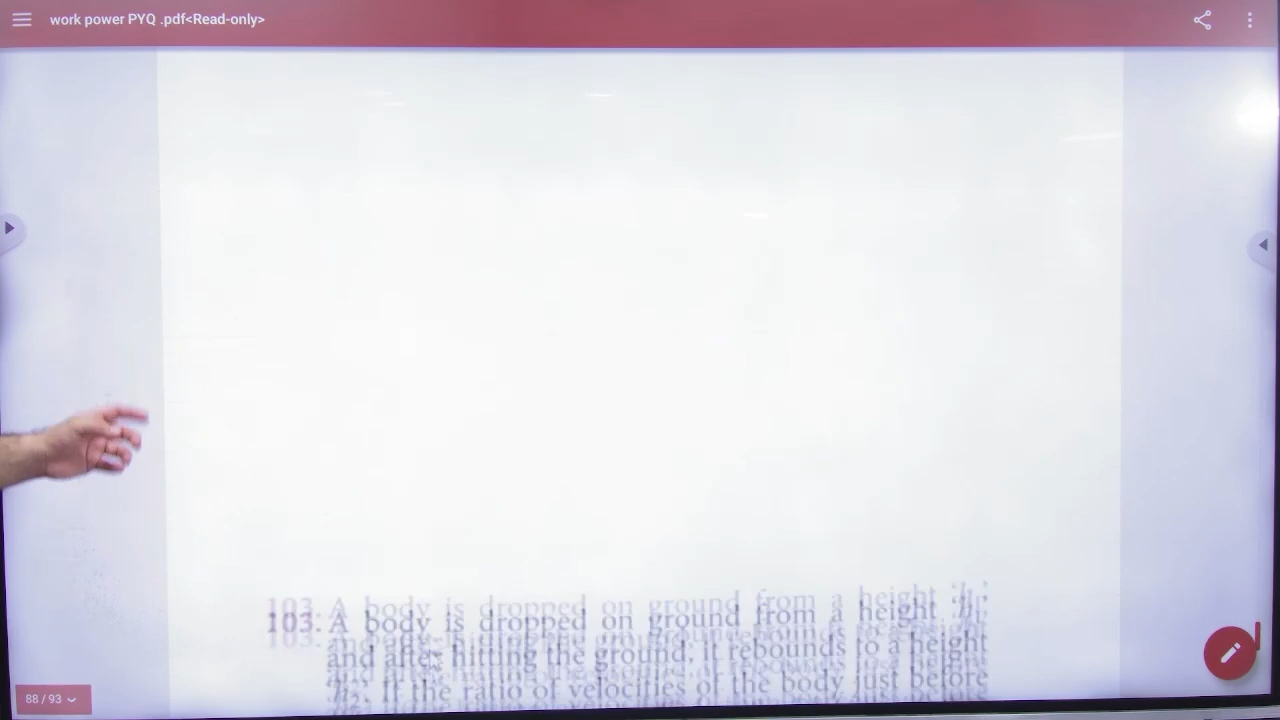 work power PYQ .pdf<Read-only>
103. A body is dropped on ground from a height 'h₁'
and after hitting the ground, it rebounds to a height
'h₂'. If the ratio of velocities of the body just before
88 / 93